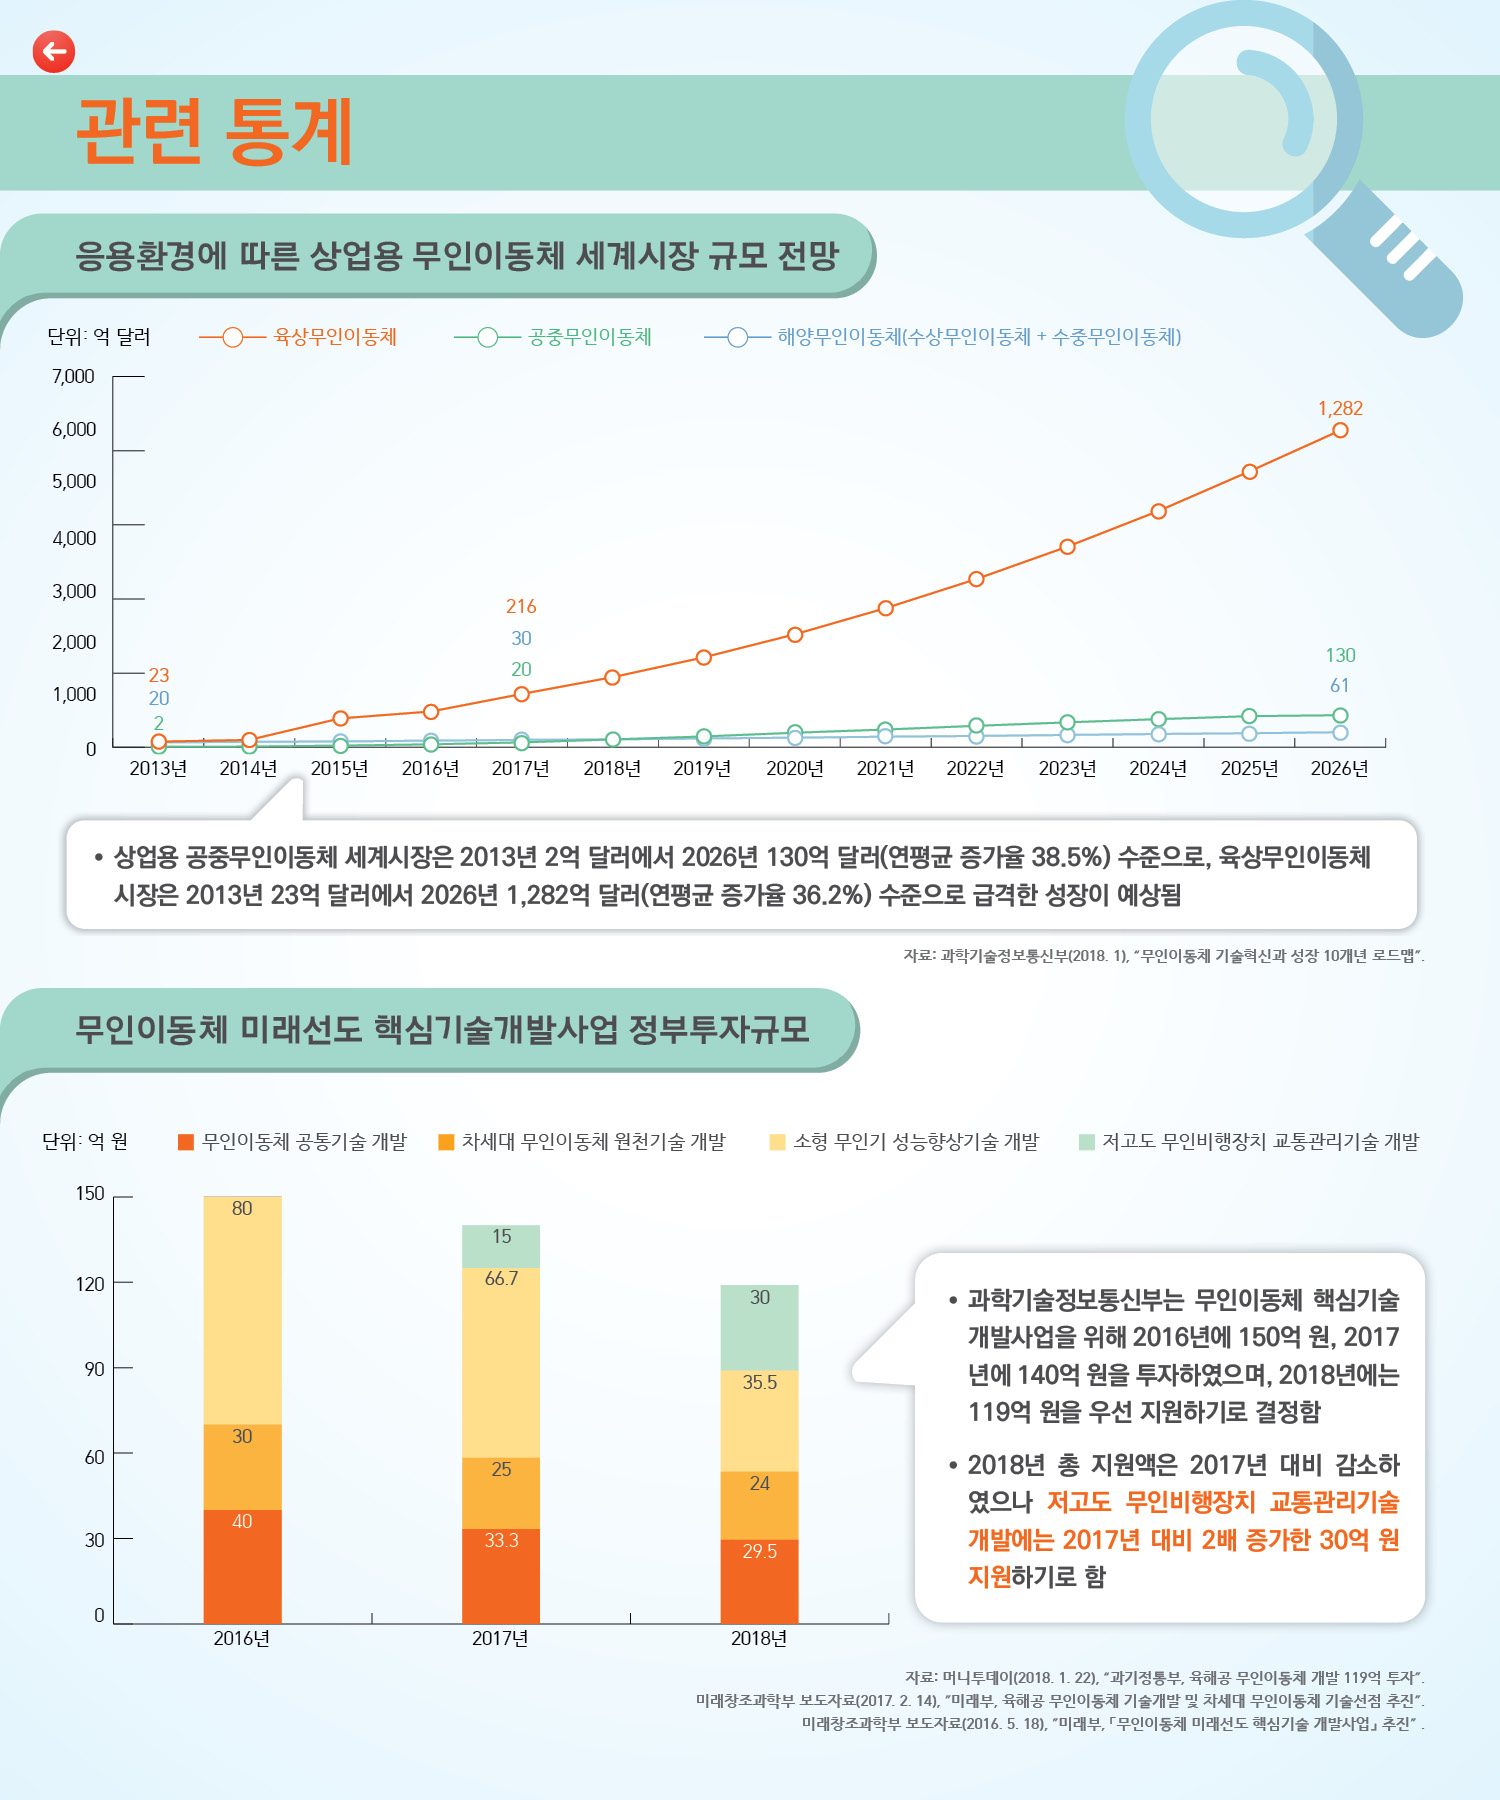 관련 통계
응용환경에 따른 상업용 무인이동체 세계시장 규모 전망
단위: 억 달러
육상무인이동체
공중무인이동체
해양무인이동체(수상무인이동체 + 수중무인이동체)
7,000
6,000
5,000
4,000
3,000
2,000
1,000
0
23
20
2
216
30
20
1,282
130
61
2013년 2014년 2015년 2016년 2017년 2018년 2019년 2020년 2021년 2022년 2023년 2024년 2025년 2026년
• 상업용 공중무인이동체 세계시장은 2013년 2억 달러에서 2026년 130억 달러(연평균 증가율 38.5%) 수준으로, 육상무인이동체
시장은 2013년 23억 달러에서 2026년 1,282억 달러(연평균 증가율 36.2%) 수준으로 급격한 성장이 예상됨
자료: 과학기술정보통신부(2018. 1), “무인이동체 기술혁신과 성장 10개년 로드맵”.
무인이동체 미래선도 핵심기술개발사업 정부투자규모
단위: 억 원
무인이동체 공통기술 개발
차세대 무인이동체 원천기술 개발
소형 무인기 성능향상기술 개발
저고도 무인비행장치 교통관리기술 개발
150
120
90
60
30
0
80
30
40
15
66.7
25
33.3
30
35.5
24
29.5
2016년 2017년 2018년
• 과학기술정보통신부는 무인이동체 핵심기술
개발사업을 위해 2016년에 150억 원, 2017
년에 140억 원을 투자하였으며, 2018년에는
119억 원을 우선 지원하기로 결정함
• 2018년 총 지원액은 2017년 대비 감소하
였으나 저고도 무인비행장치 교통관리기술
개발에는 2017년 대비 2배 증가한 30억 원
지원하기로 함
자료: 머니투데이(2018. 1. 22), “과기정통부, 육해공 무인이동체 개발 119억 투자”.
미래창조과학부 보도자료(2017. 2. 14), ”미래부, 육해공 무인이동체 기술개발 및 차세대 무인이동체 기술선점 추진”.
미래창조과학부 보도자료(2016. 5. 18), ”미래부, 「무인이동체 미래선도 핵심기술 개발사업」 추진” .